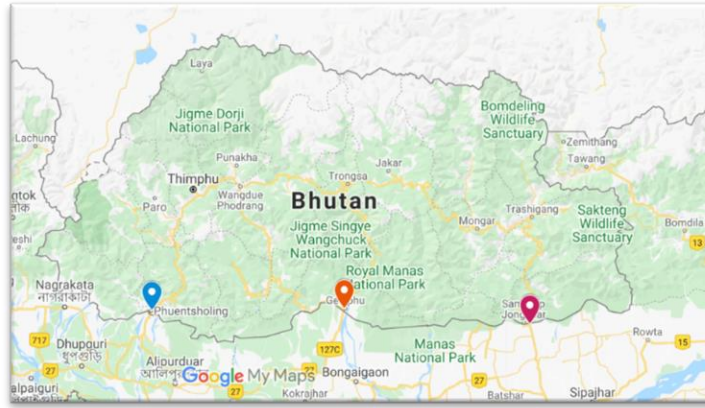 Laya
Lachung
Jigme Dorji
National Park
Bomdeling
Wildlife
Sanctuary
Zemithang
Tawang
Punakha
Jakar
Trongsa
Thimphu
Wangdue
Phodrang
Paro
Bhutan
Mongar
Trashigang
Sakteng
Wildlife
Sanctuary
Bomdila
13
Jigme Singye
Wangchuck
National Park
Royal Manas
National Park
Nagrakata
নাগরাকাটা
Phuentsholing
717
Dhupguri
ধূপগুড়ি
27
127C
Manas
National Park
Rowta
15
Alipurduar
Google My Maps
Bongaigaon
Kokrajhar
27
27
Batshar
Sipajhar